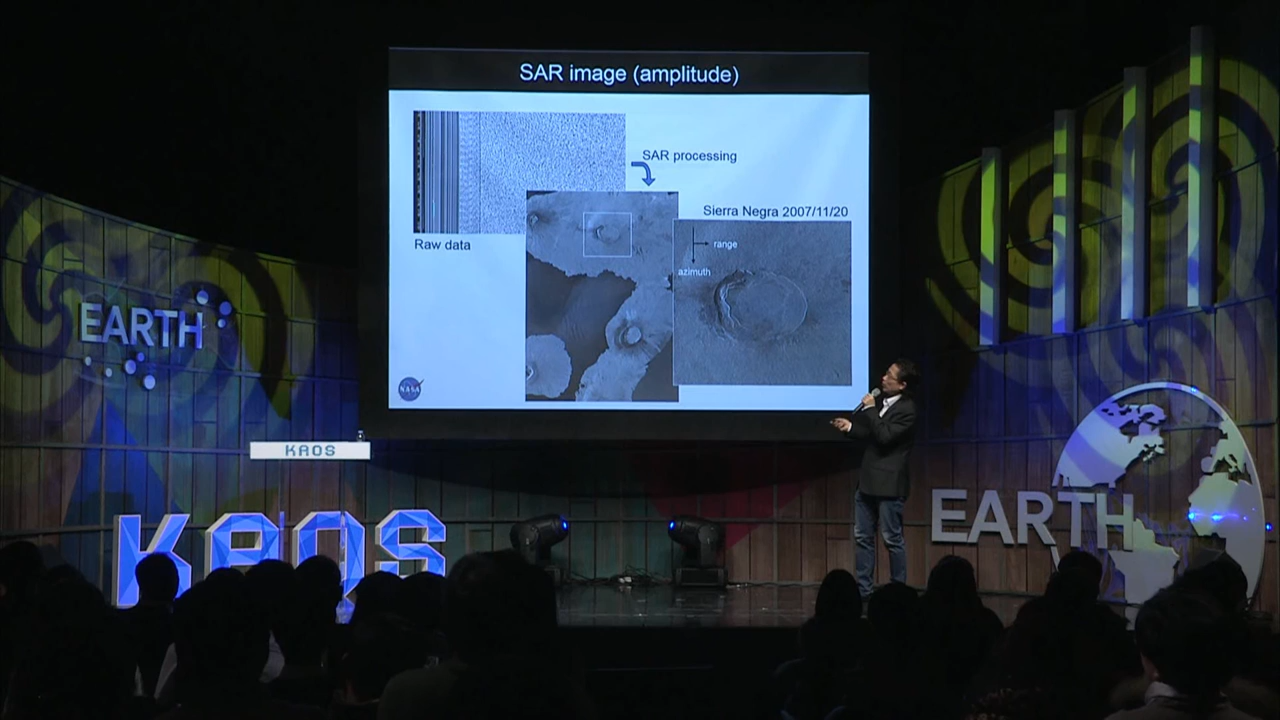 SAR image (amplitude)
SAR processing
Sierra Negra 2007/11/20
Raw data
range
azimuth
NASA
EARTH
KAOS
KAOS
EARTH